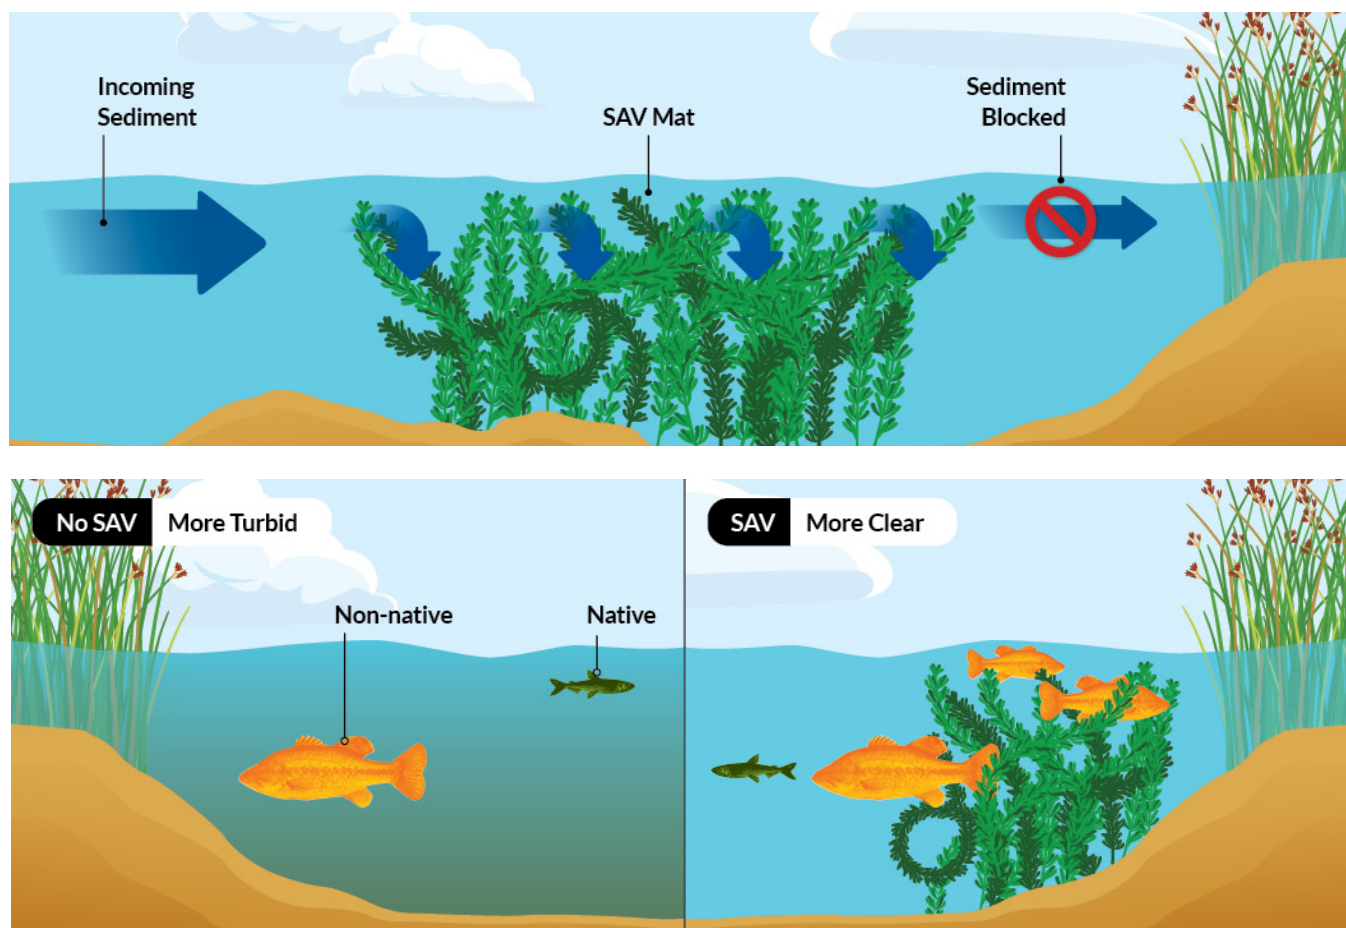 Incoming
Sediment
SAV Mat
Sediment
Blocked
No SAV More Turbid
Non-native
Native
SAV More Clear